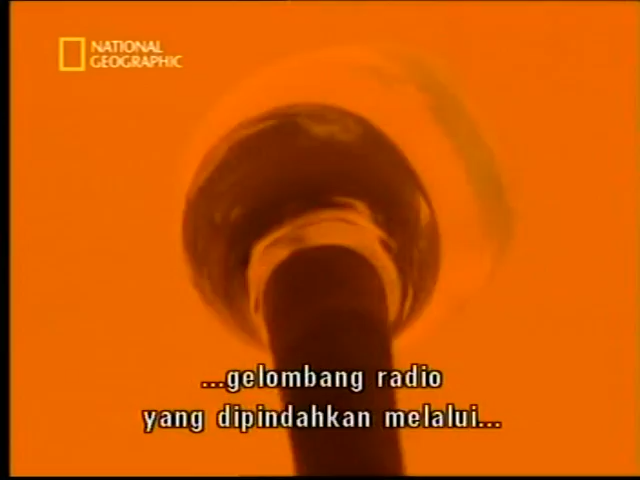 NATIONAL
GEOGRAPHIC
...gelombang radio
yang dipindahkan melalui...